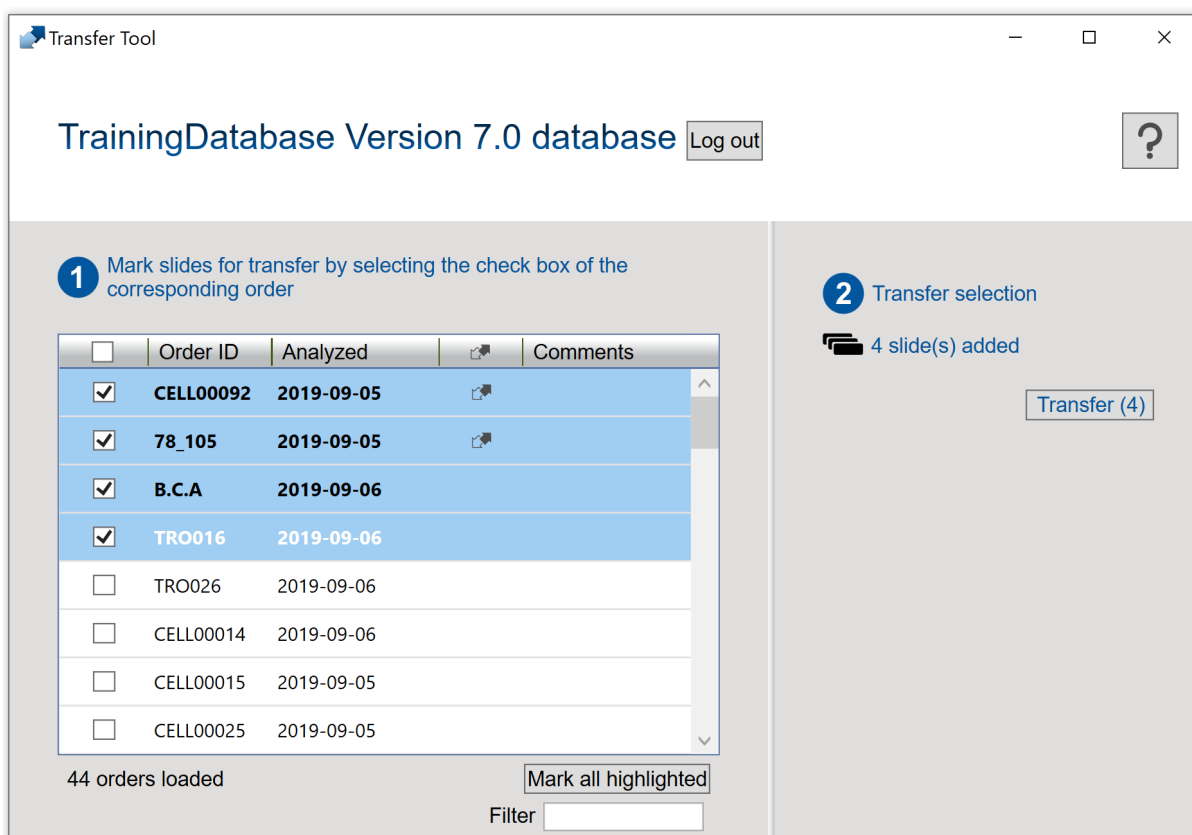 Transfer Tool
TrainingDatabase Version 7.0 database Log out
?
1 Mark slides for transfer by selecting the check box of the
corresponding order
Order ID Analyzed Comments
CELL00092 2019-09-05
78_105 2019-09-05
B.C.A 2019-09-06
TRO016 2019-09-06
TRO026 2019-09-06
CELL00014 2019-09-06
CELL00015 2019-09-05
CELL00025 2019-09-05
44 orders loaded Mark all highlighted
Filter
2 Transfer selection
4 slide(s) added
Transfer (4)